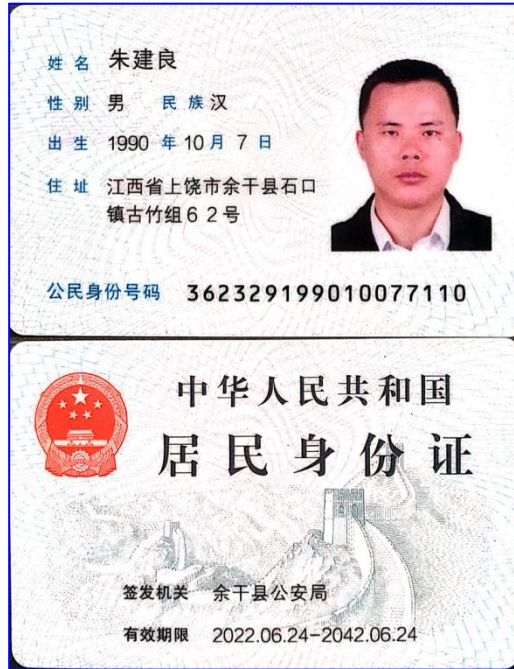 姓名 朱建良
性别 男 民族 汉
出生 1990 年 10 月 7 日
住址 江西省上饶市余干县石口
镇古竹组62号
公民身份号码 362329199010077110
中华人民共和国
居民身份证
签发机关 余干县公安局
有效期限 2022.06.24-2042.06.24